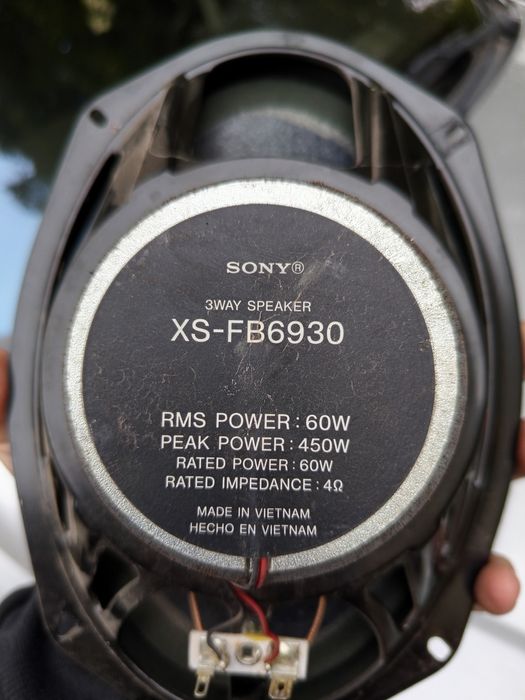 SONY®
3WAY SPEAKER
XS-FB6930
RMS POWER : 60W
PEAK POWER : 450W
RATED POWER : 60W
RATED IMPEDANCE : 4Ω
MADE IN VIETNAM
HECHO EN VIETNAM